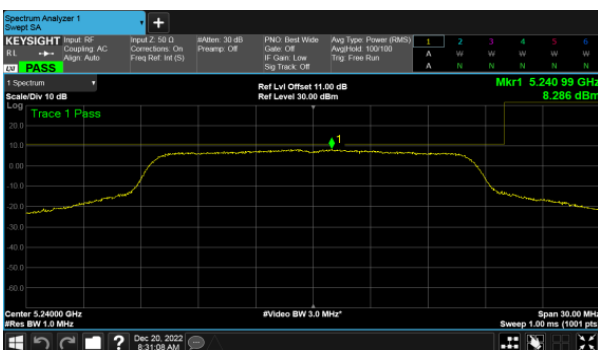 Spectrum Analyzer 1
Swept SA
+
KEYSIGHT Input: RF Input Z: 50 Ω #Atten: 30 dB PNO: Best Wide Avg Type: Power (RMS) 1 2 3 4 5 6
RL Coupling: AC Corrections: On Preamp: Off Gate: Off Avg|Hold: 100/100 A W W W W W
Align: Auto Freq Ref: Int (S) IF Gain: Low Trig: Free Run
PASS Sig Track: Off A N N N N N
1 Spectrum Ref Lvl Offset 11.00 dB Mkr1 5.240 99 GHz
Scale/Div 10 dB Ref Level 30.00 dBm 8.286 dBm
Log
Trace 1 Pass
20.0
10.0
1
0.00
-10.0
-20.0
-30.0
-40.0
-50.0
-60.0
Center 5.24000 GHz #Video BW 3.0 MHz* Span 30.00 MHz
#Res BW 1.0 MHz Sweep 1.00 ms (1001 pts
? Dec 20, 2022
8:31:08 AM